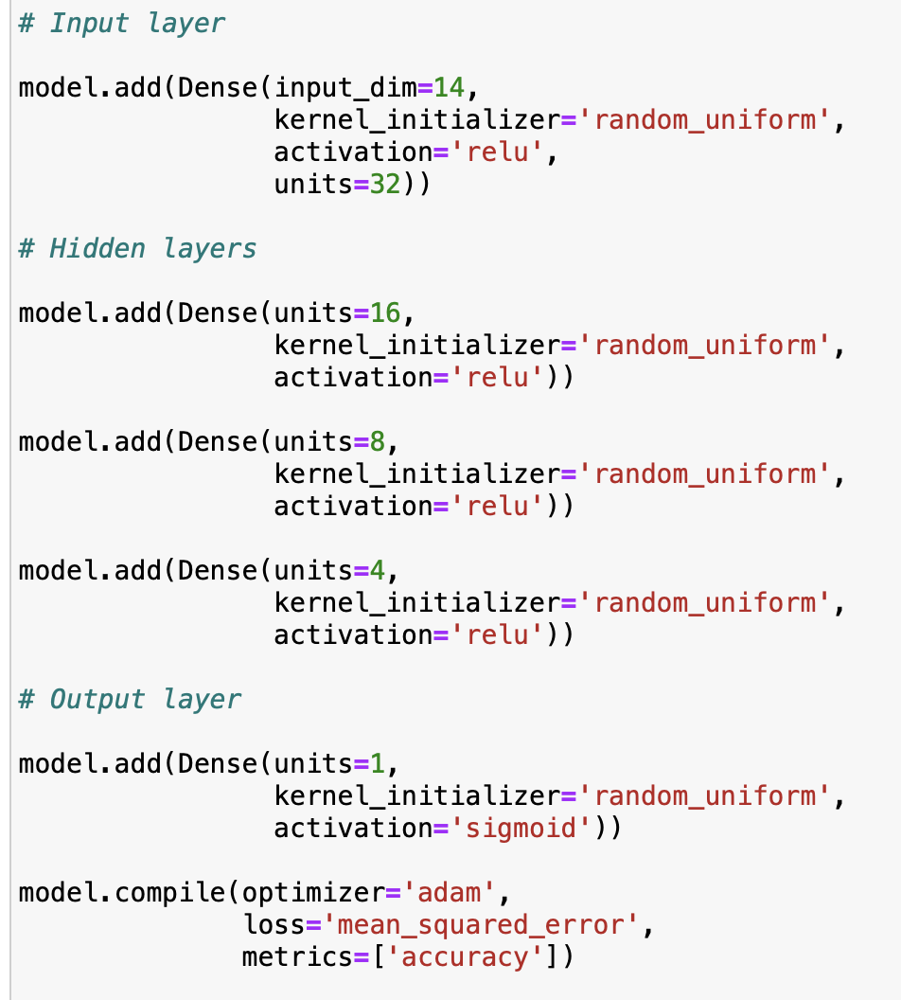 # Input layer
model.add(Dense(input_dim=14,
kernel_initializer='random_uniform',
activation='relu',
units=32))
# Hidden layers
model.add(Dense(units=16,
kernel_initializer='random_uniform',
activation='relu'))
model.add(Dense(units=8,
kernel_initializer='random_uniform',
activation='relu'))
model.add(Dense(units=4,
kernel_initializer='random_uniform',
activation='relu'))
# Output layer
model.add(Dense(units=1,
kernel_initializer='random_uniform',
activation='sigmoid'))
model.compile(optimizer='adam',
loss='mean_squared_error',
metrics=['accuracy'])